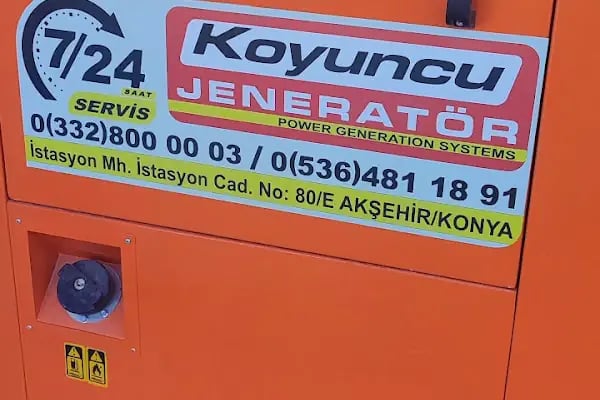 7/24
SAAT
SERVİS
Koyuncu
JENERATÖR
POWER GENERATION SYSTEMS
0(332)800 00 03 / 0(536)481 18 91
İstasyon Mh. İstasyon Cad. No: 80/E AKŞEHİR/KONYA